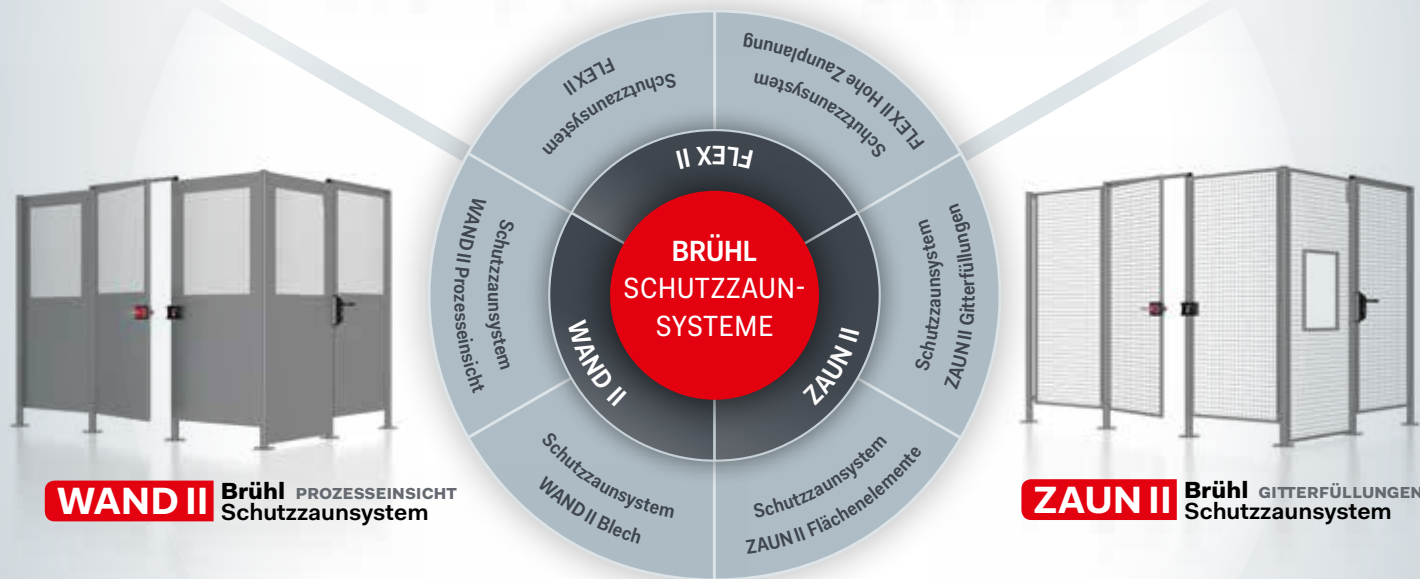 FLEX II
Schutzzaunsystem
FLEX II Hohe Zaunplanung
Schutzzaunsystem
FLEX II
Schutzzaunsystem
WAND II Prozesseinsicht
Schutzzaunsystem
ZAUN II Gitterfüllungen
BRÜHL
SCHUTZZAUN-
SYSTEME
WAND II
ZAUN II
Schutzzaunsystem
WAND II Blech
Schutzzaunsystem
ZAUN II Flächenelemente
WAND II Brühl PROZESSEINSICHT
Schutzzaunsystem
ZAUN II Brühl GITTERFÜLLUNGEN
Schutzzaunsystem